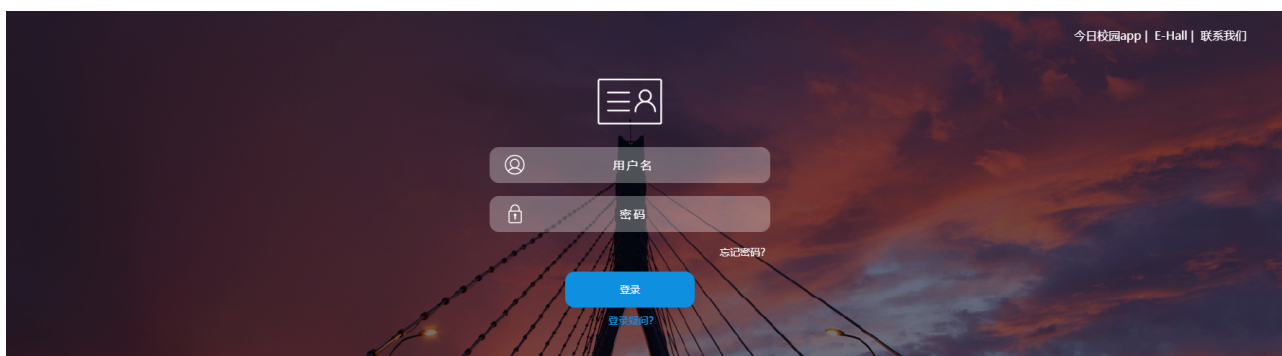 今日校园app | E-Hall | 联系我们
用户名
密码
忘记密码?
登录
登录疑问?